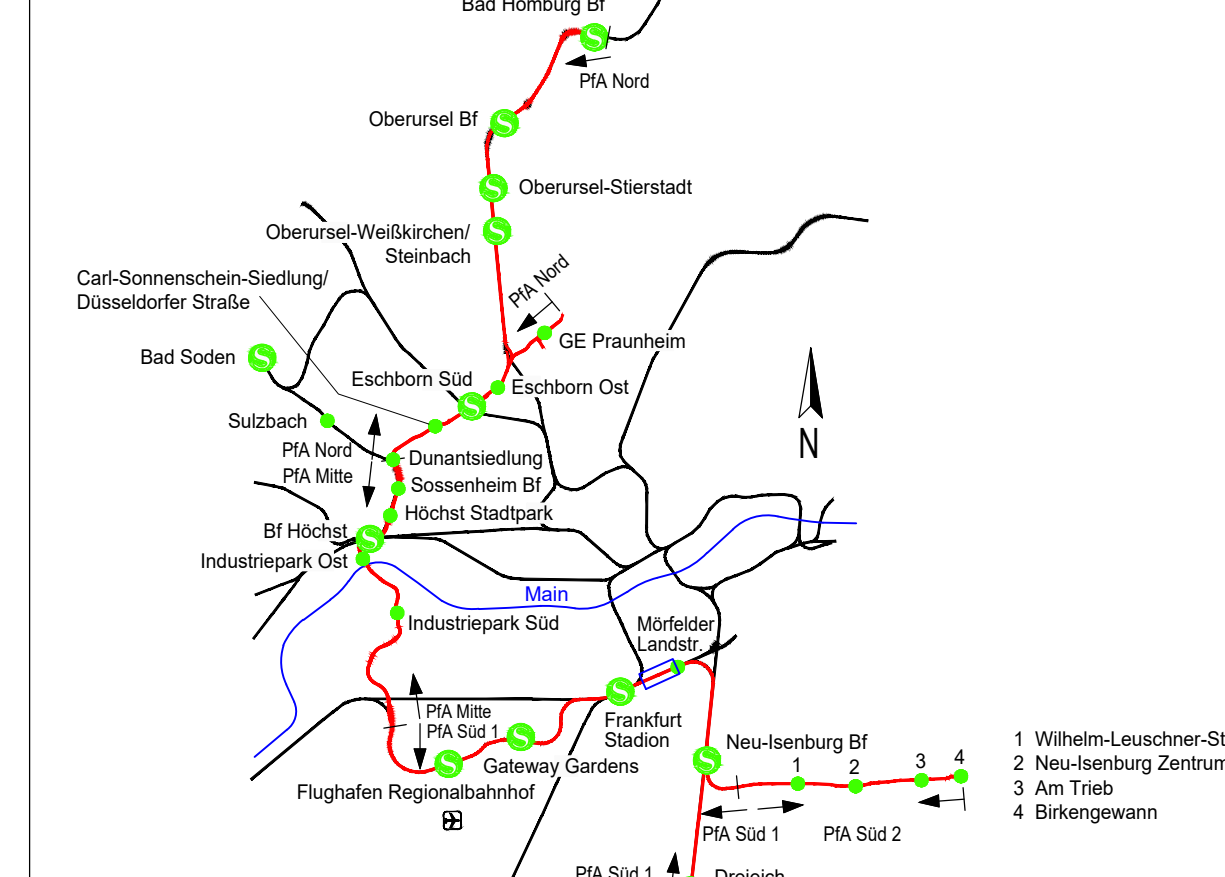 Bad Homburg Bf
PfA Nord
Oberursel Bf
Oberursel-Stierstadt
Oberursel-Weißkirchen/
Steinbach
Carl-Sonnenschein-Siedlung/
Düsseldorfer Straße
PfA Nord
GE Praunheim
Bad Soden
Eschborn Süd
Eschborn Ost
Sulzbach
PfA Nord
PfA Mitte
Dunantsiedlung
Sossenheim Bf
Höchst Stadtpark
N
Bf Höchst
Industriepark Ost
Main
Industriepark Süd
Mörfelder
Landstr.
PfA Mitte
PfA Süd 1
Frankfurt
Stadion
Gateway Gardens
Flughafen Regionalbahnhof
Neu-Isenburg Bf
1
2
3
4
PfA Süd 1
PfA Süd 2
1 Wilhelm-Leuschner-St
2 Neu-Isenburg Zentrum
3 Am Trieb
4 Birkengewann
PfA Süd 1
Dreieich